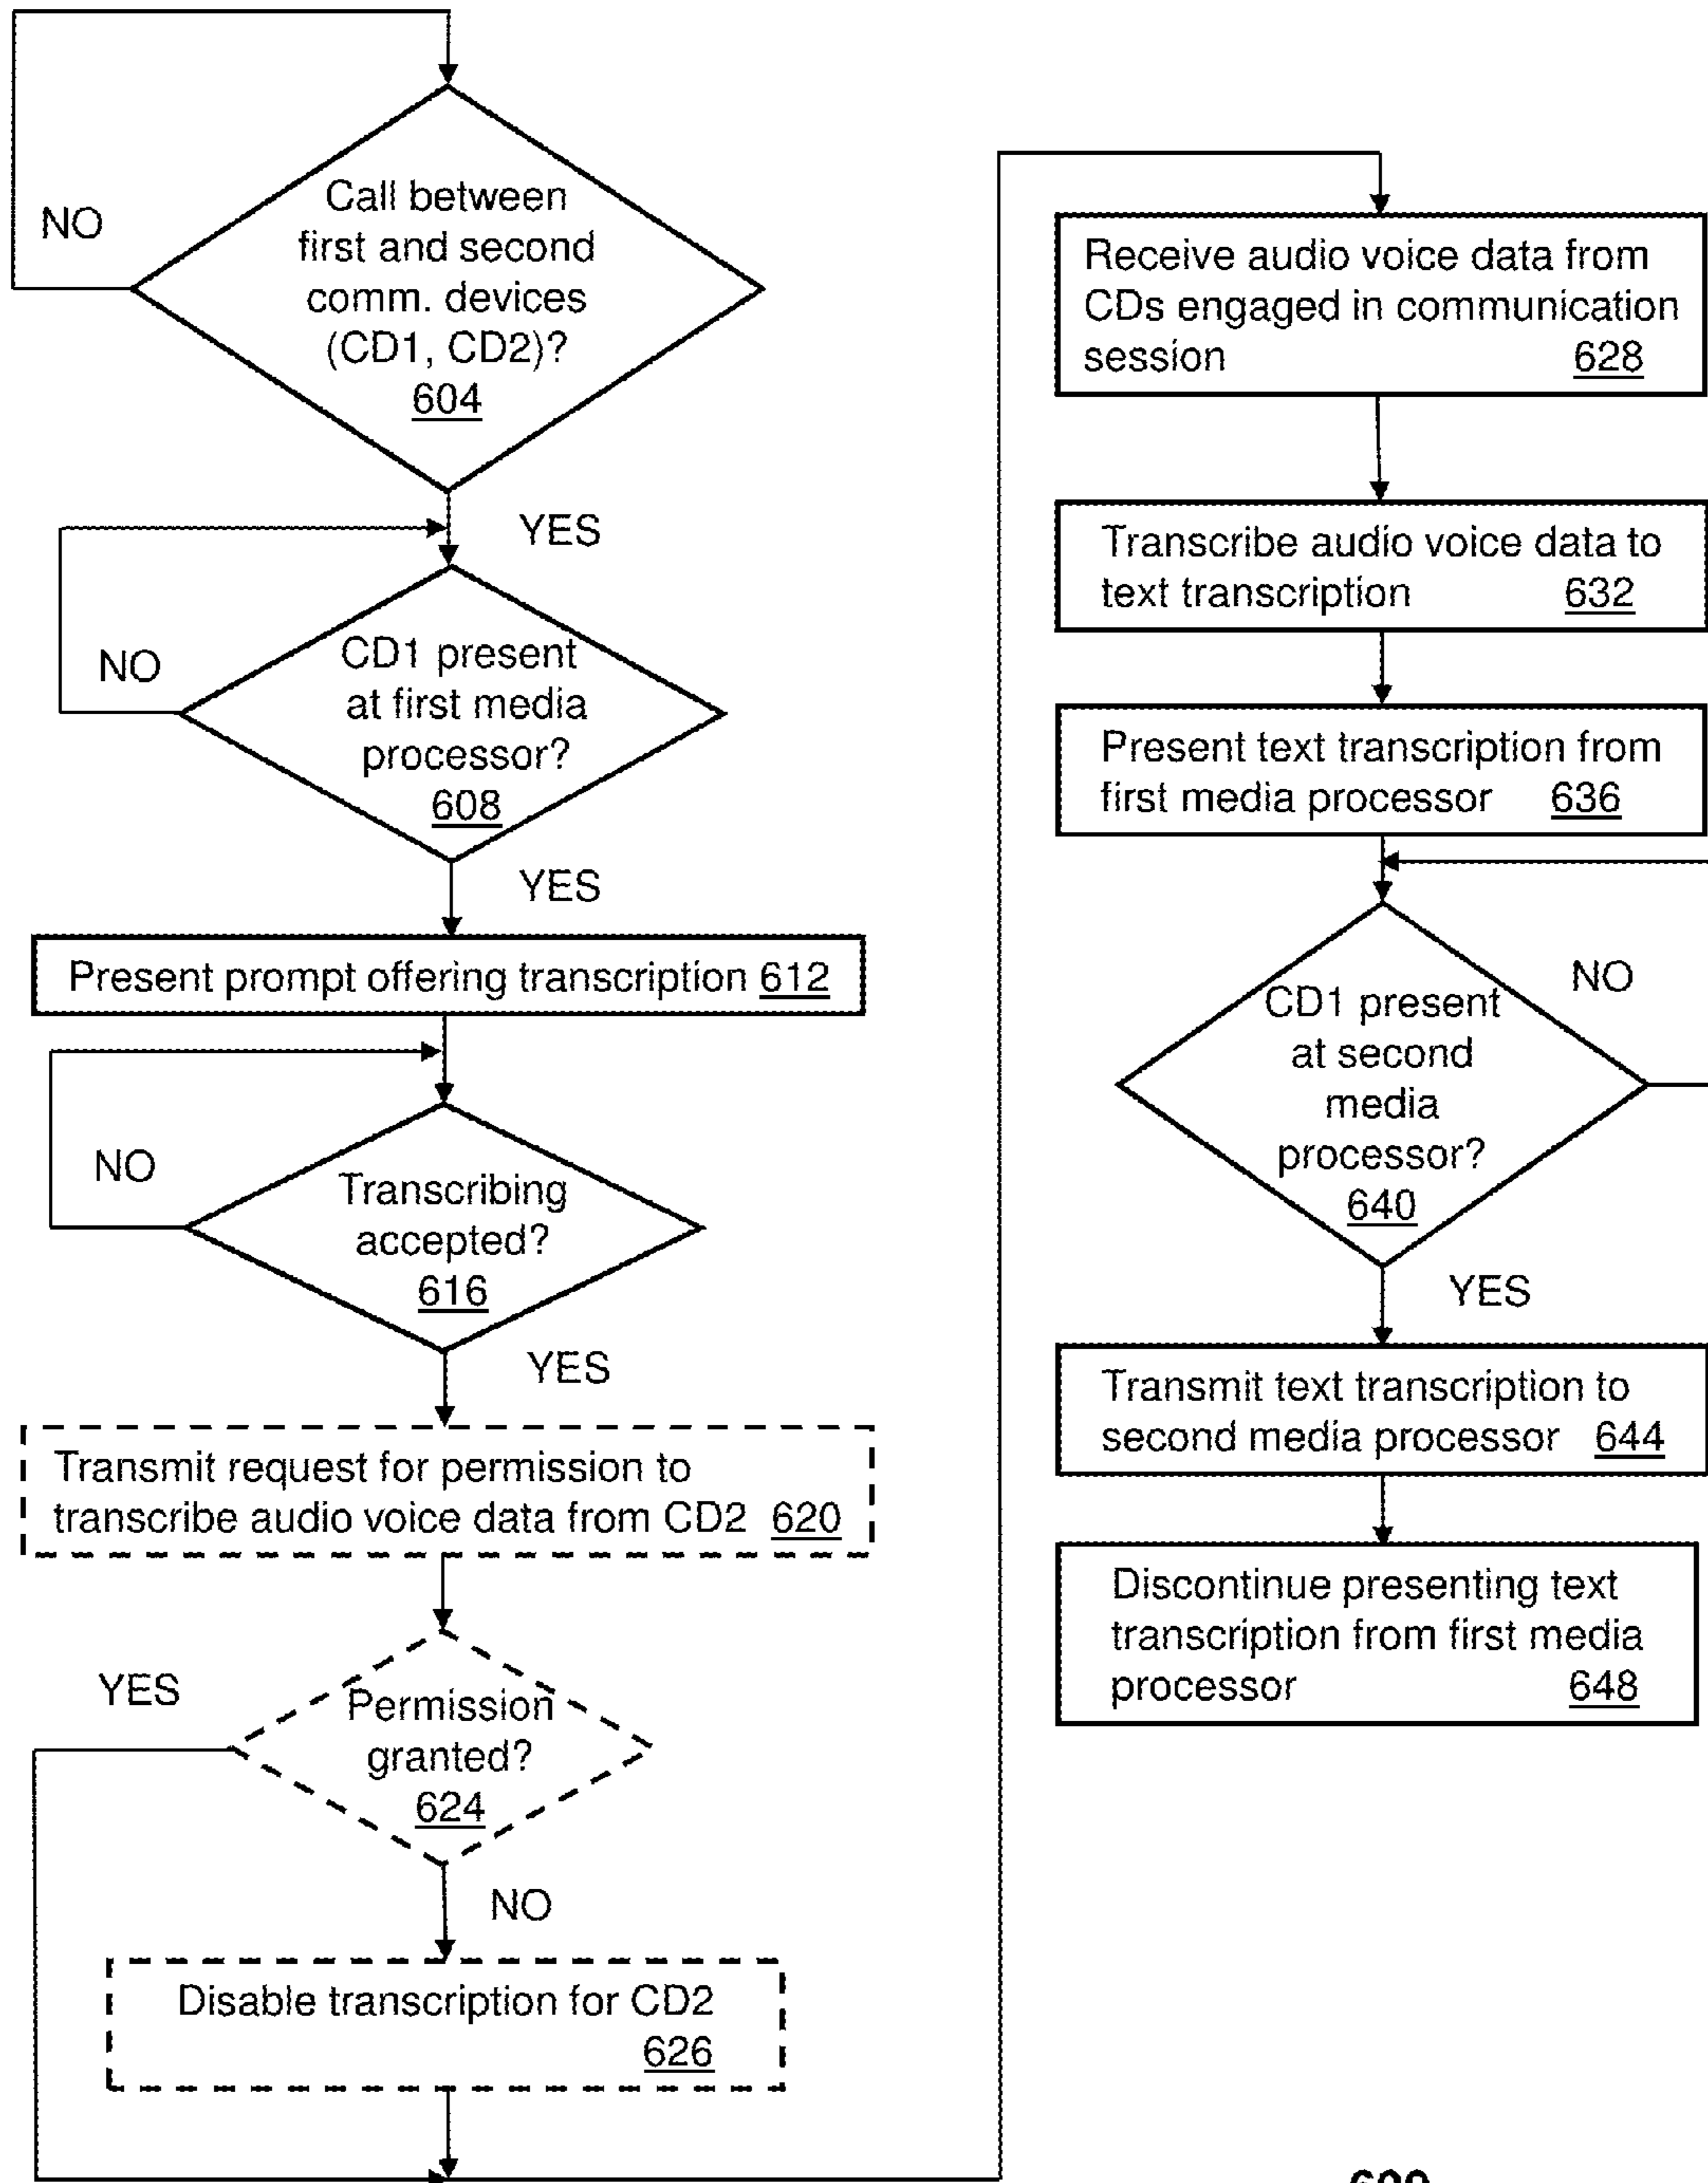 Call between
first and second
comm. devices
(CD1, CD2)?
604
NO
YES
CD1 present
at first media
processor?
608
NO
YES
Present prompt offering transcription 612
Transcribing
accepted?
616
NO
YES
Transmit request for permission to
transcribe audio voice data from CD2 620
Permission
granted?
624
YES
NO
Disable transcription for CD2
626
Receive audio voice data from
CDs engaged in communication
session 628
Transcribe audio voice data to
text transcription 632
Present text transcription from
first media processor 636
CD1 present
at second
media
processor?
640
NO
YES
Transmit text transcription to
second media processor 644
Discontinue presenting text
transcription from first media
processor 648